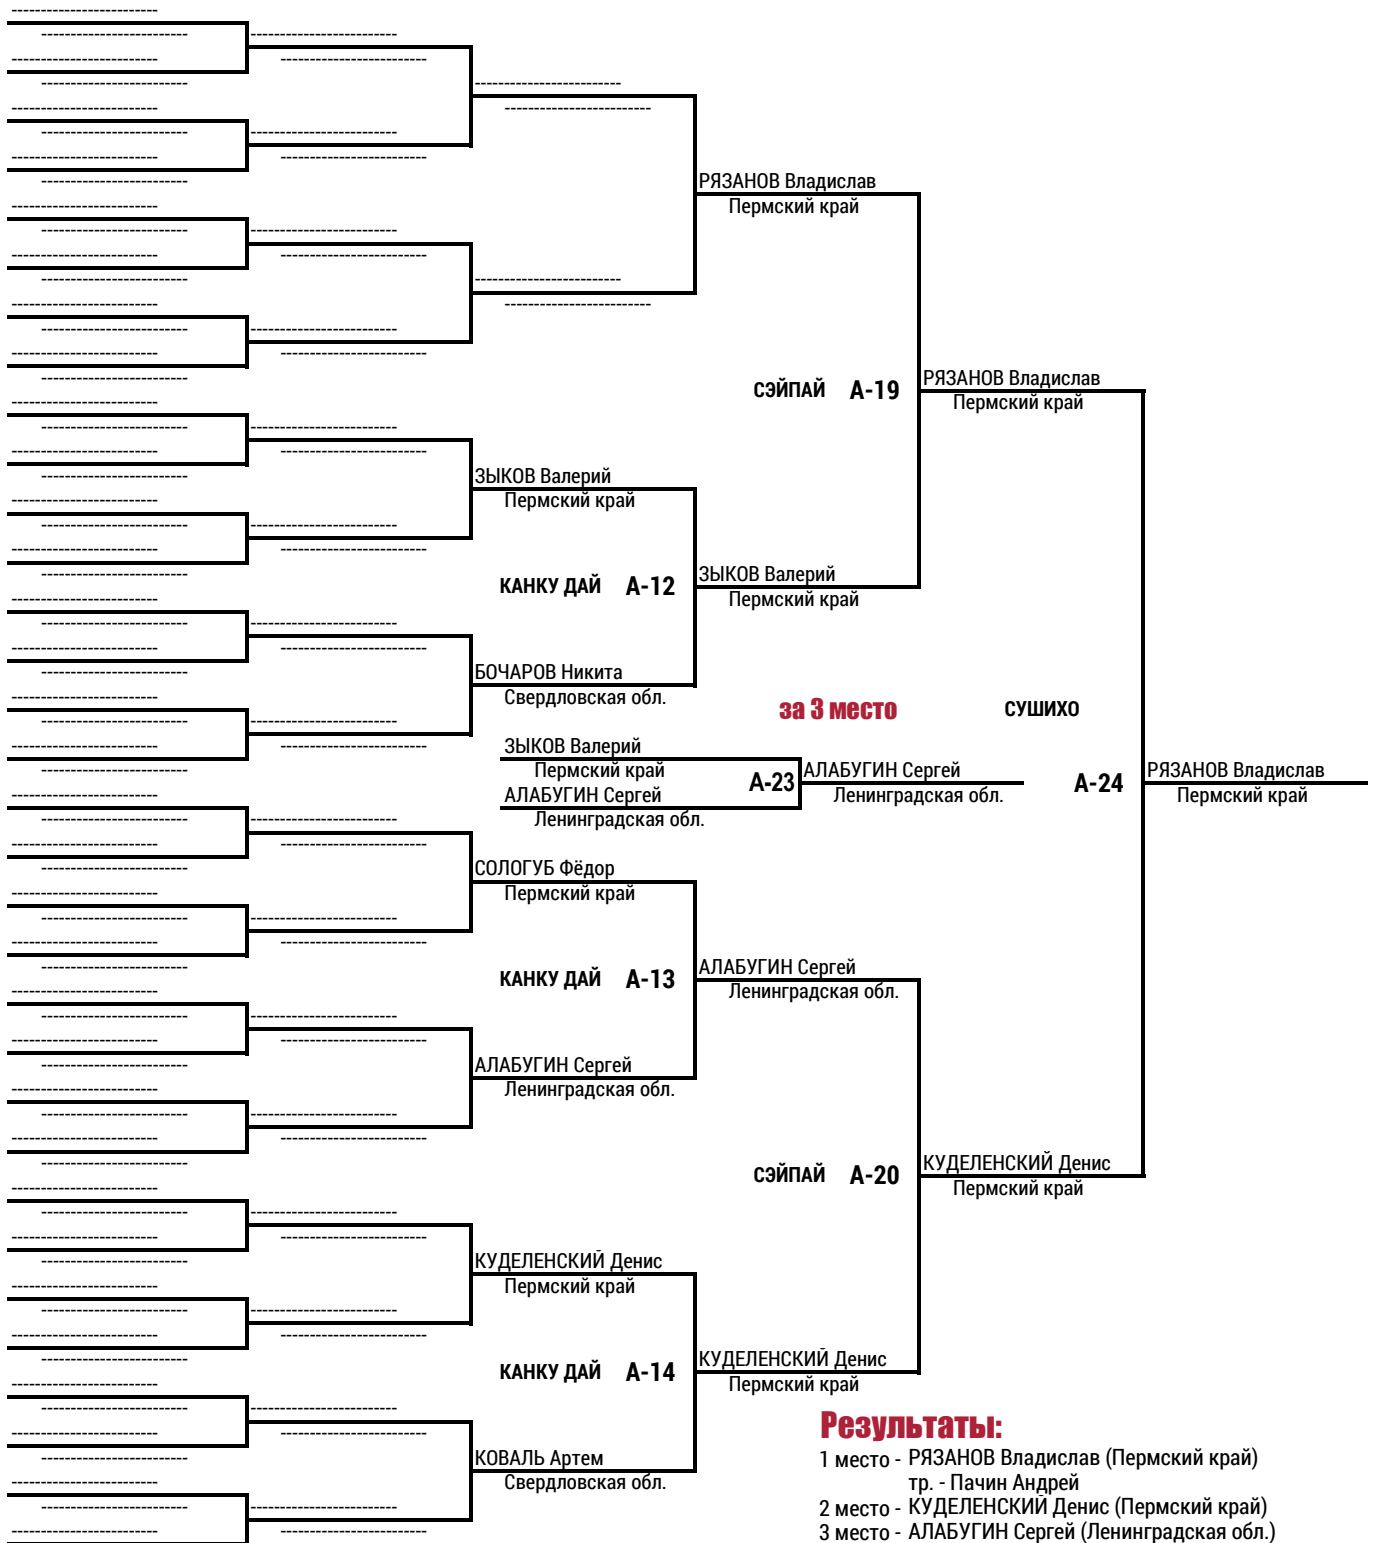 РЯЗАНОВ Владислав
Пермский край
СЭЙПАЙ A-19
РЯЗАНОВ Владислав
Пермский край
ЗЫКОВ Валерий
Пермский край
КАНКУ ДАЙ A-12
ЗЫКОВ Валерий
Пермский край
БОЧАРОВ Никита
Свердловская обл.
за 3 место
СУШИХО
ЗЫКОВ Валерий
Пермский край
АЛАБУГИН Сергей
Ленинградская обл.
A-23
АЛАБУГИН Сергей
Ленинградская обл.
A-24
РЯЗАНОВ Владислав
Пермский край
СОЛОГУБ Фёдор
Пермский край
КАНКУ ДАЙ A-13
АЛАБУГИН Сергей
Ленинградская обл.
АЛАБУГИН Сергей
Ленинградская обл.
СЭЙПАЙ A-20
КУДЕЛЕНСКИЙ Денис
Пермский край
КУДЕЛЕНСКИЙ Денис
Пермский край
КАНКУ ДАЙ A-14
КУДЕЛЕНСКИЙ Денис
Пермский край
КОВАЛЬ Артем
Свердловская обл.
Результаты:
1 место - РЯЗАНОВ Владислав (Пермский край)
тр. - Пачин Андрей
2 место - КУДЕЛЕНСКИЙ Денис (Пермский край)
3 место - АЛАБУГИН Сергей (Ленинградская обл.)